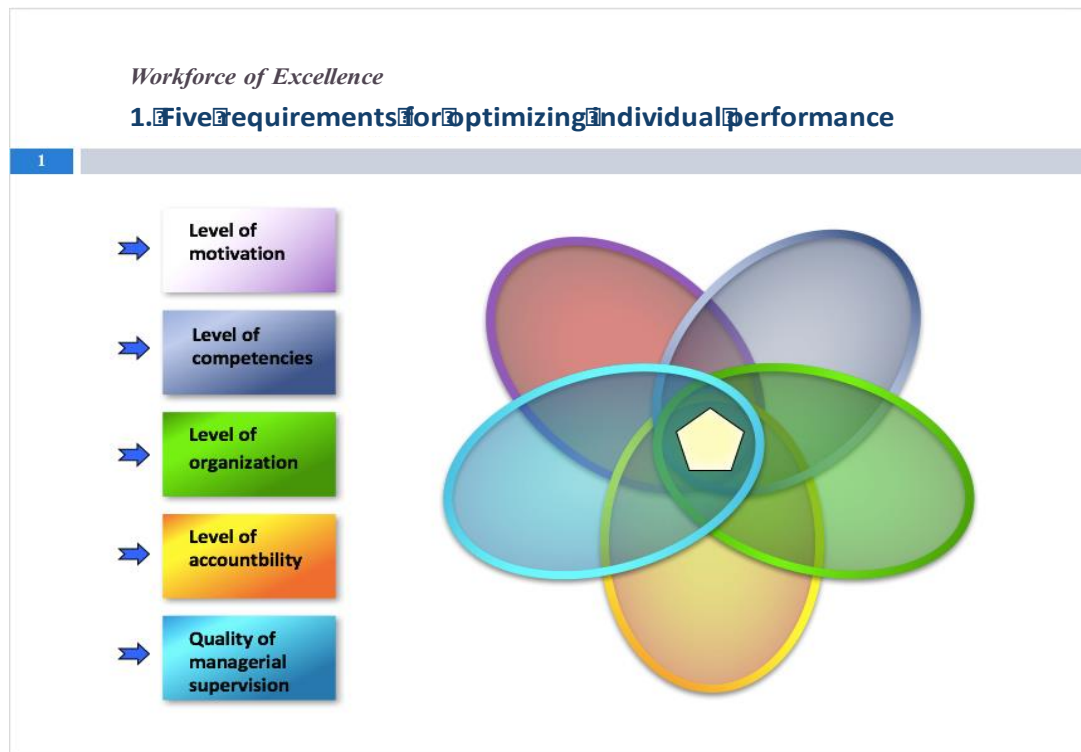 Workforce of Excellence
1. Five requirements for optimizing individual performance
1
Level of
motivation
Level of
competencies
Level of
organization
Level of
accountbility
Quality of
managerial
supervision